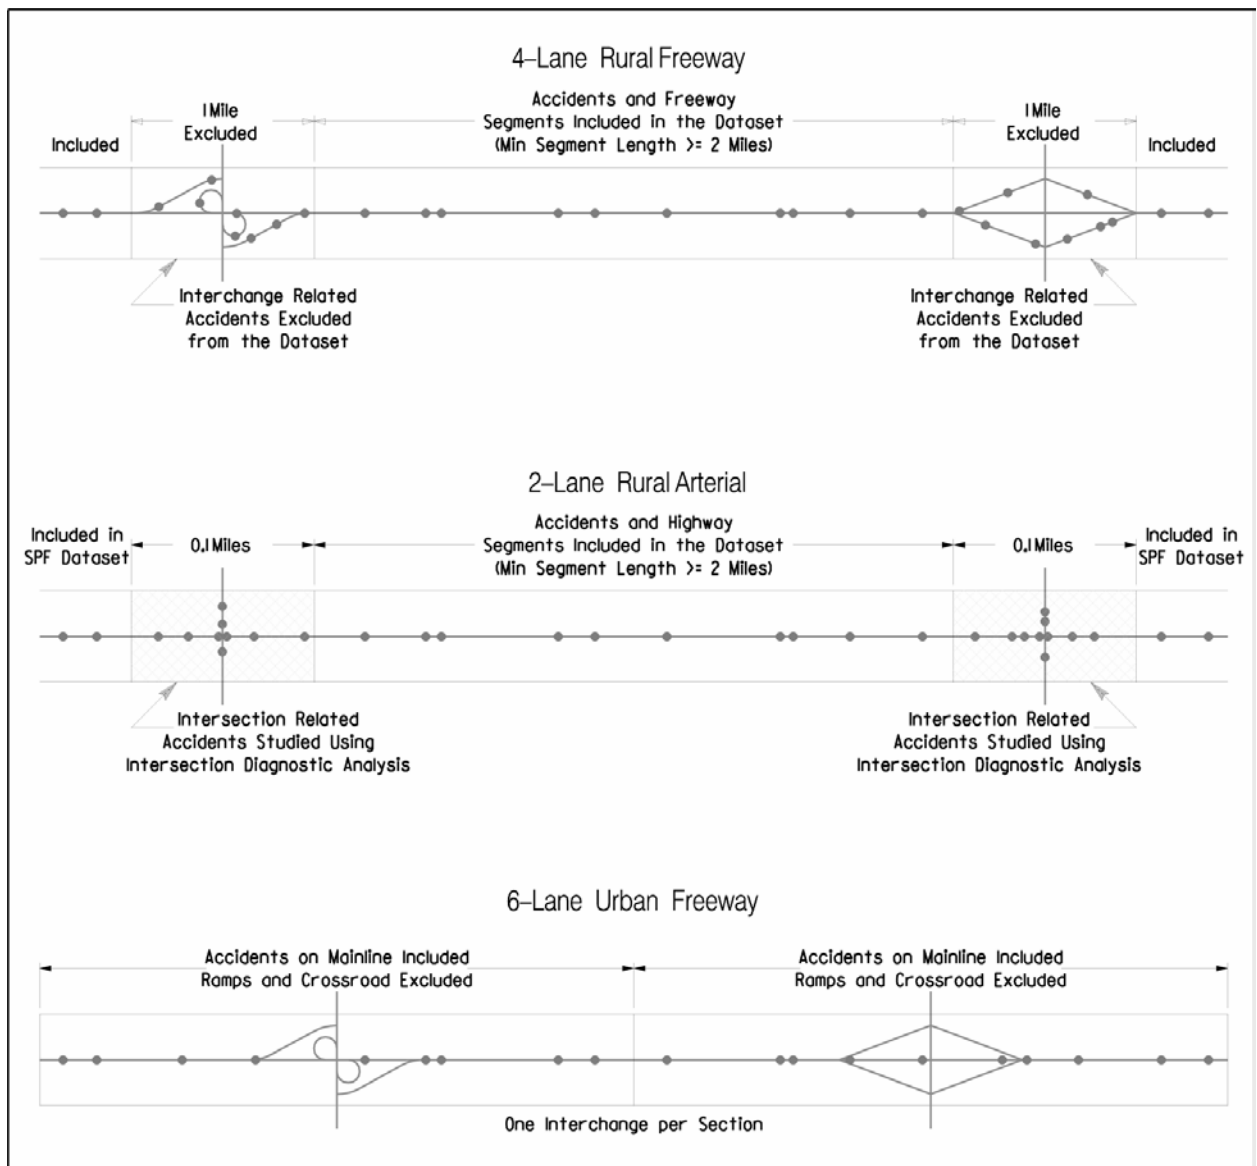 4-Lane Rural Freeway
Included
1 Mile
Excluded
Accidents and Freeway
Segments Included in the Dataset
(Min Segment Length >= 2 Miles)
1 Mile
Excluded
Included
Interchange Related
Accidents Excluded
from the Dataset
Interchange Related
Accidents Excluded
from the Dataset
2-Lane Rural Arterial
Included in
SPF Dataset
0.1 Miles
Accidents and Highway
Segments Included in the Dataset
(Min Segment Length >= 2 Miles)
0.1 Miles
Included in
SPF Dataset
Intersection Related
Accidents Studied Using
Intersection Diagnostic Analysis
Intersection Related
Accidents Studied Using
Intersection Diagnostic Analysis
6-Lane Urban Freeway
Accidents on Mainline Included
Ramps and Crossroad Excluded
Accidents on Mainline Included
Ramps and Crossroad Excluded
One Interchange per Section